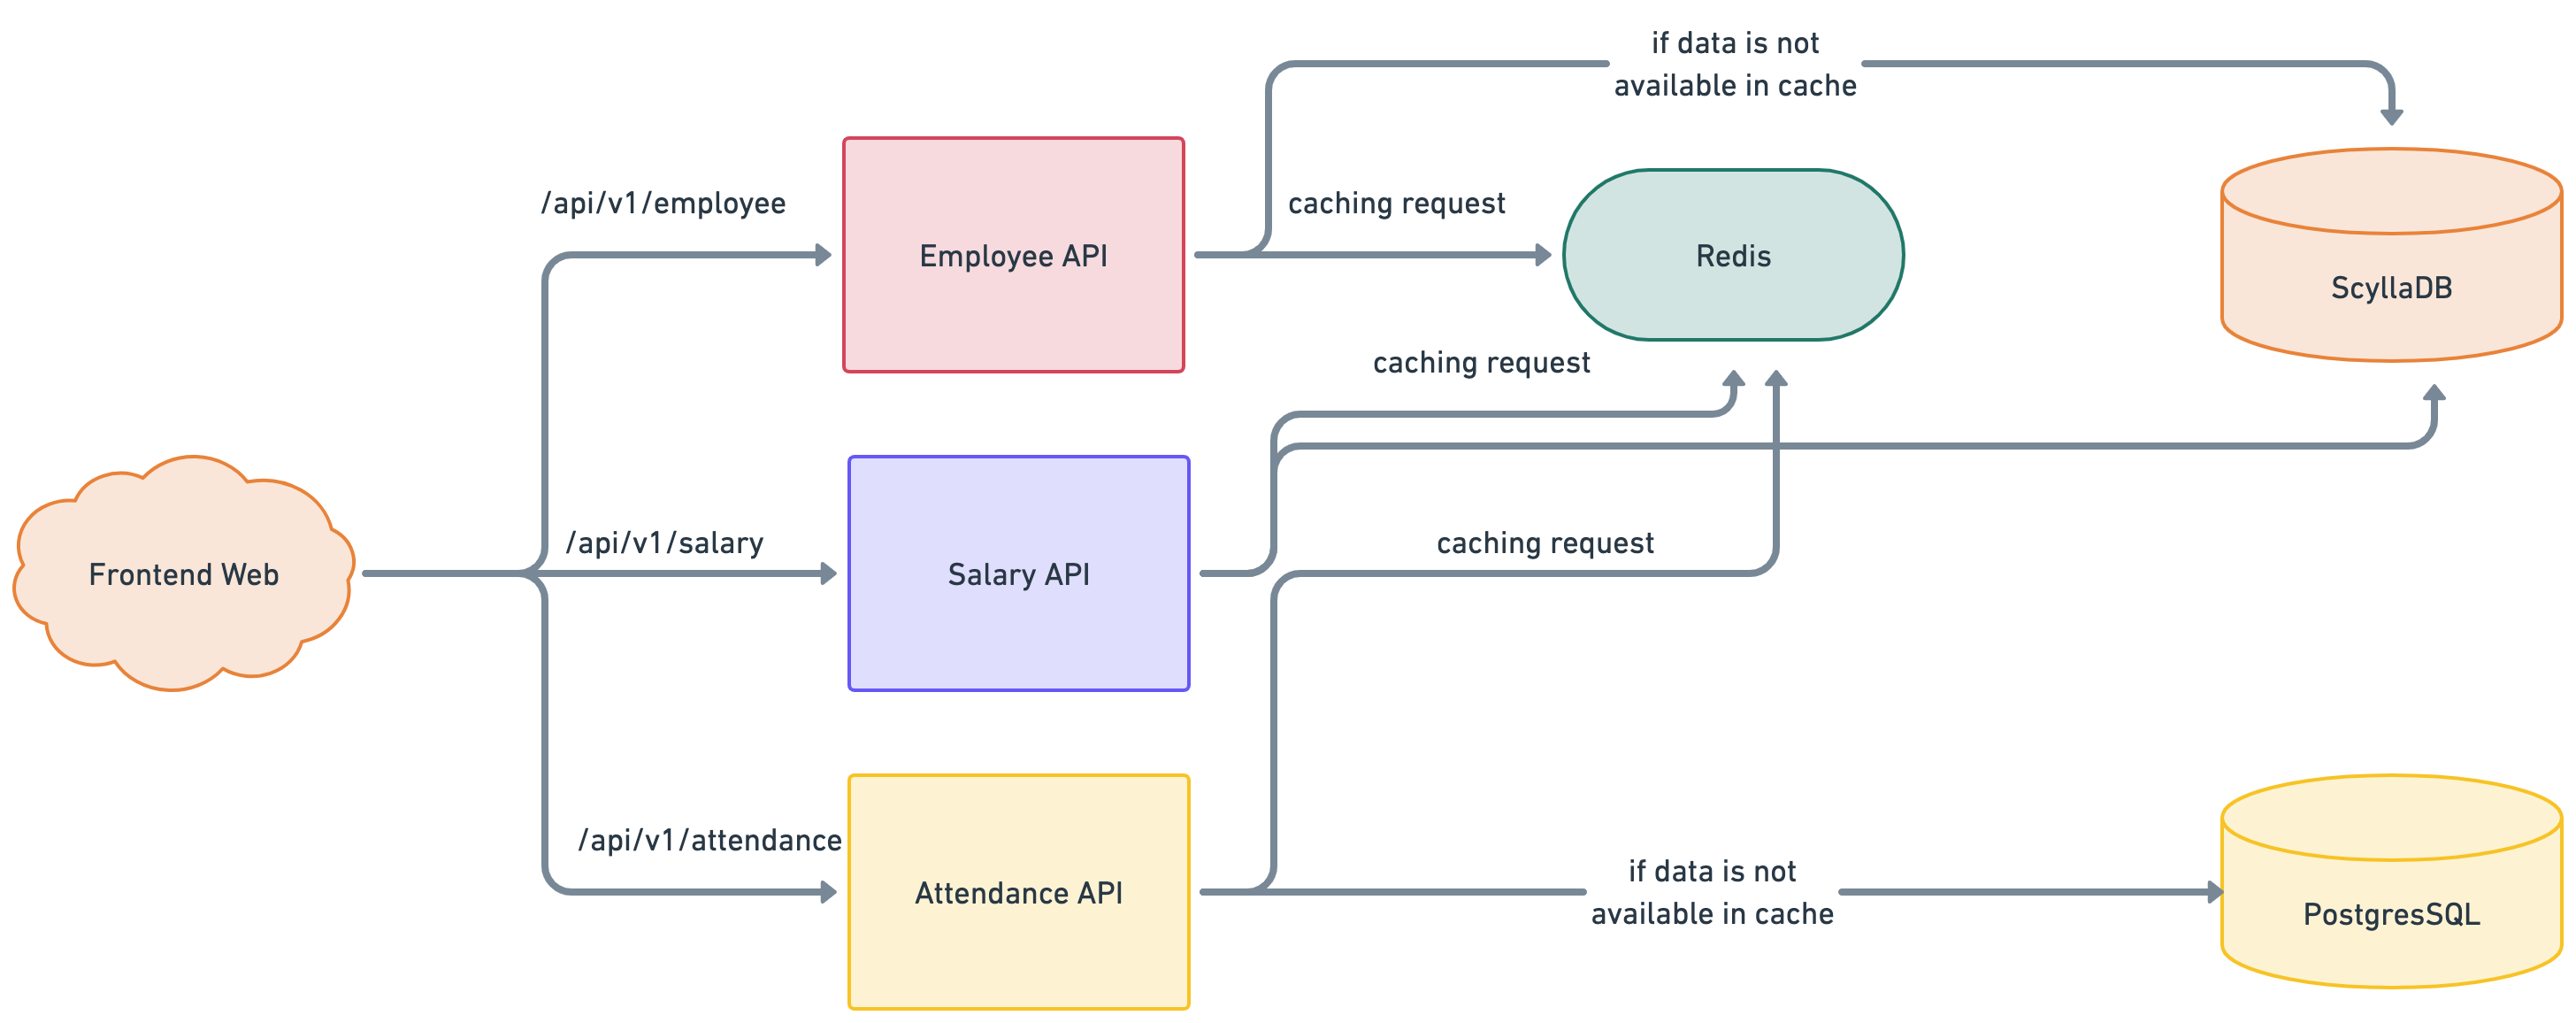 if data is not
available in cache
/api/v1/employee
caching request
Employee API
Redis
ScyllaDB
caching request
/api/v1/salary
caching request
Frontend Web
Salary API
/api/v1/attendance
if data is not
available in cache
Attendance API
PostgresSQL